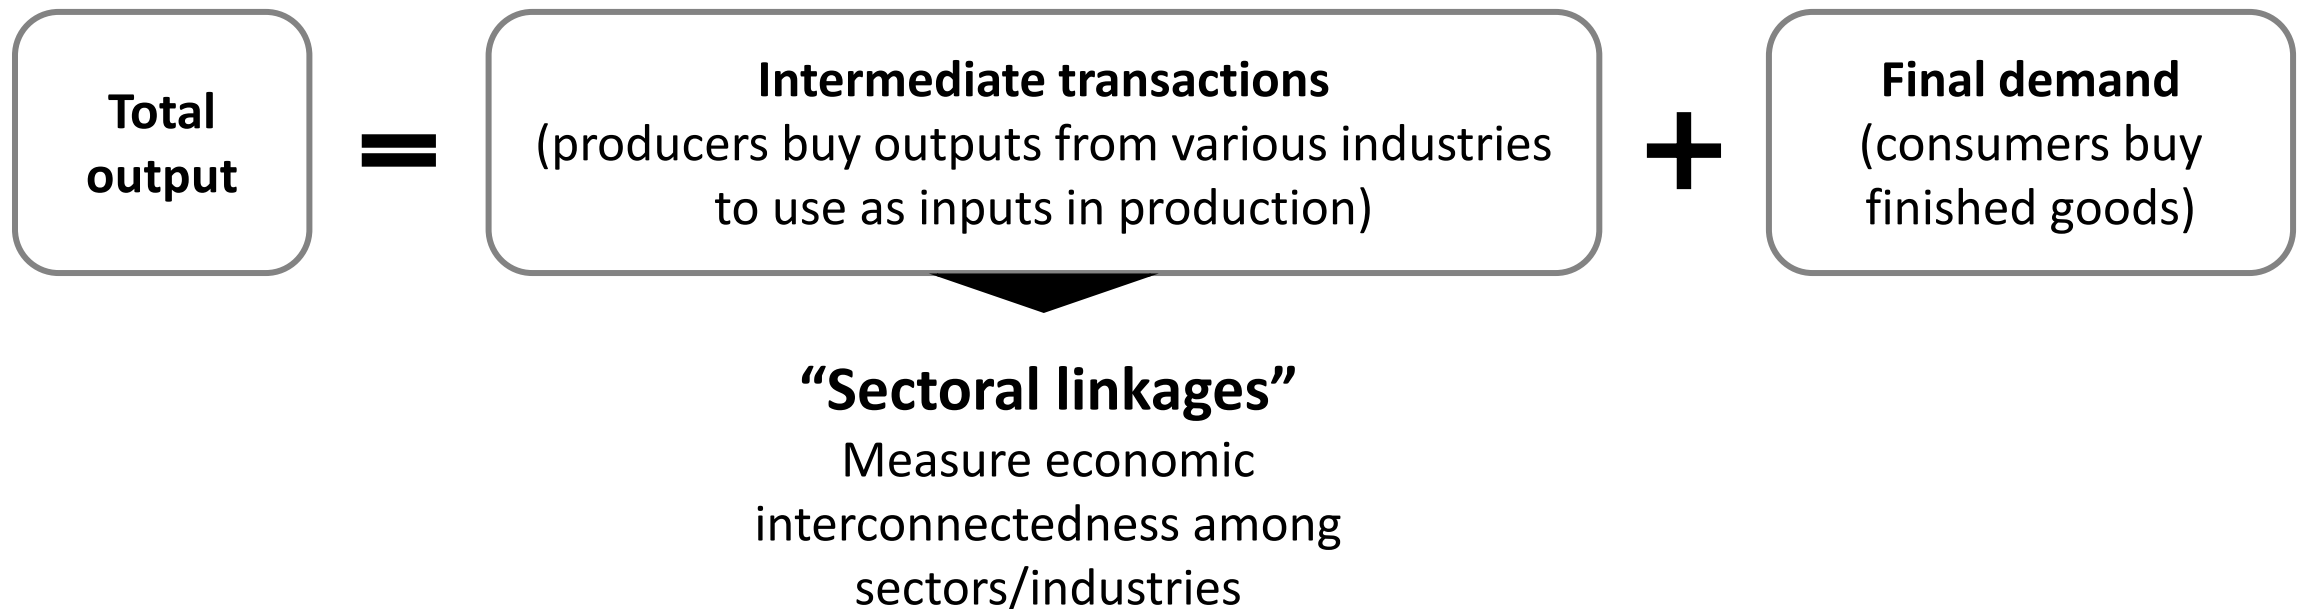 Total
output
=
Intermediate transactions
(producers buy outputs from various industries
to use as inputs in production)
+
Final demand
(consumers buy
finished goods)
“Sectoral linkages”
Measure economic
interconnectedness among
sectors/industries